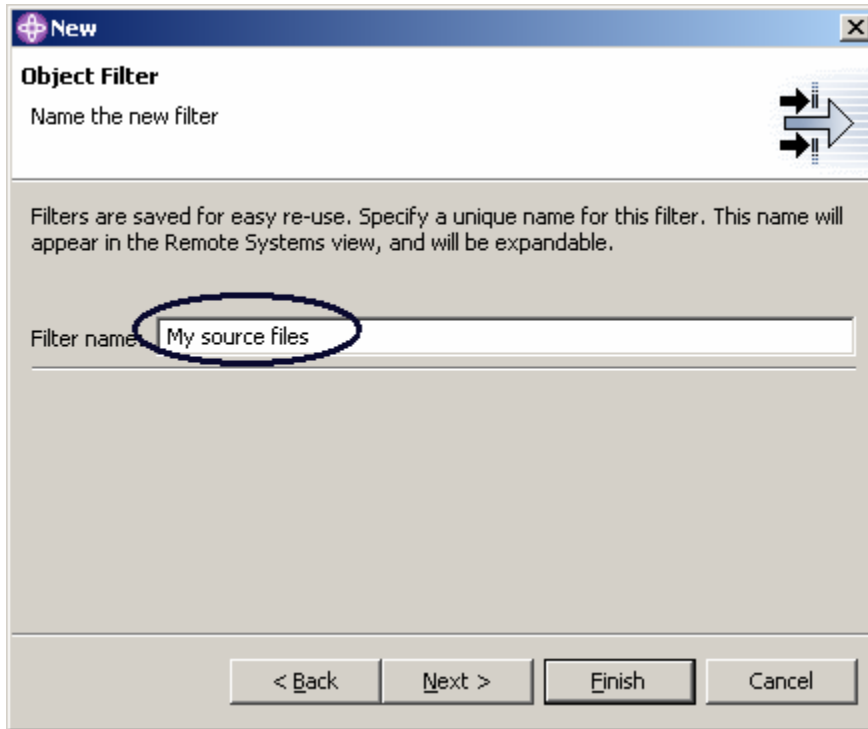 New
Object Filter
Name the new filter
Filters are saved for easy re-use. Specify a unique name for this filter. This name will
appear in the Remote Systems view, and will be expandable.
Filter name: My source files
< Back Next > Finish Cancel